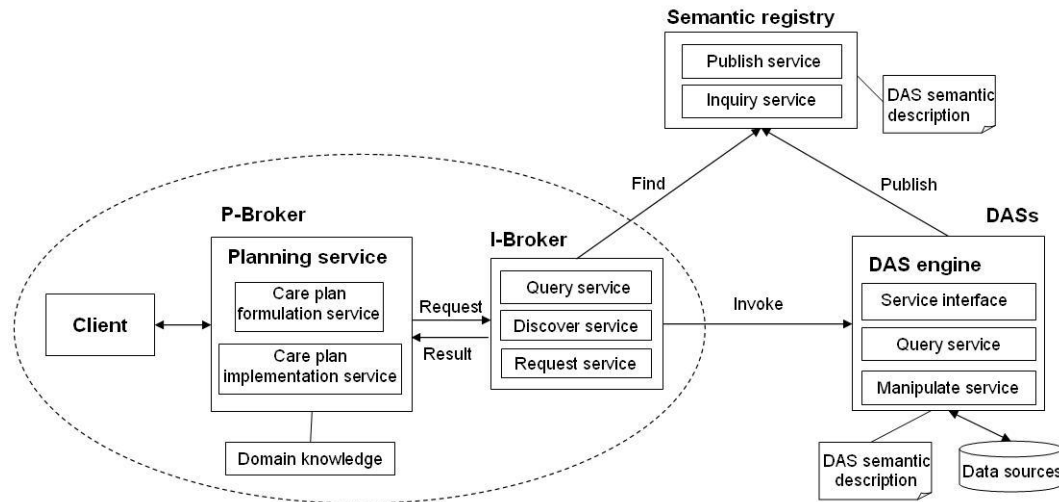 Semantic registry
Publish service
Inquiry service
DAS semantic
description
Find
Publish
P-Broker
I-Broker
DASs
Planning service
Care plan
formulation service
Care plan
implementation service
Client
Request
Result
Query service
Discover service
Request service
Invoke
DAS engine
Service interface
Query service
Manipulate service
Domain knowledge
DAS semantic
description
Data sources